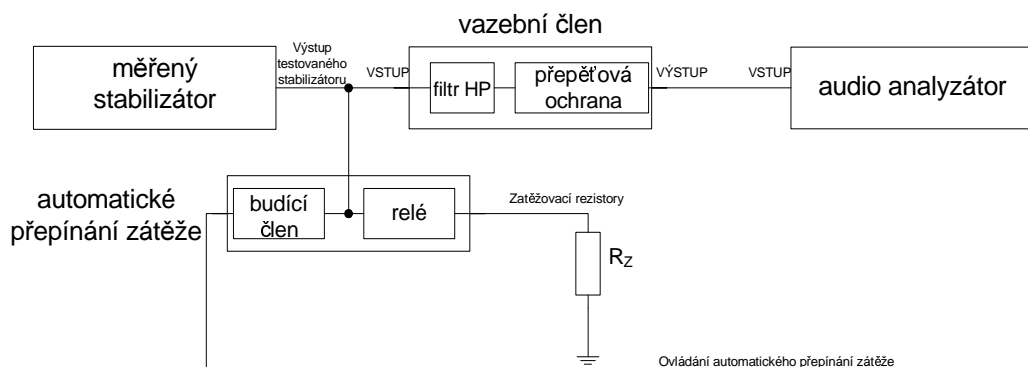 vazební člen
měřený
stabilizátor
Výstup
testovaného
stabilizátoru
VSTUP
filtr HP
přepěťová
ochrana
VÝSTUP
VSTUP
audio analyzátor
automatické
přepínání zátěže
budící
člen
relé
Zatěžovací rezistory
RZ
Ovládání automatického přepínání zátěže